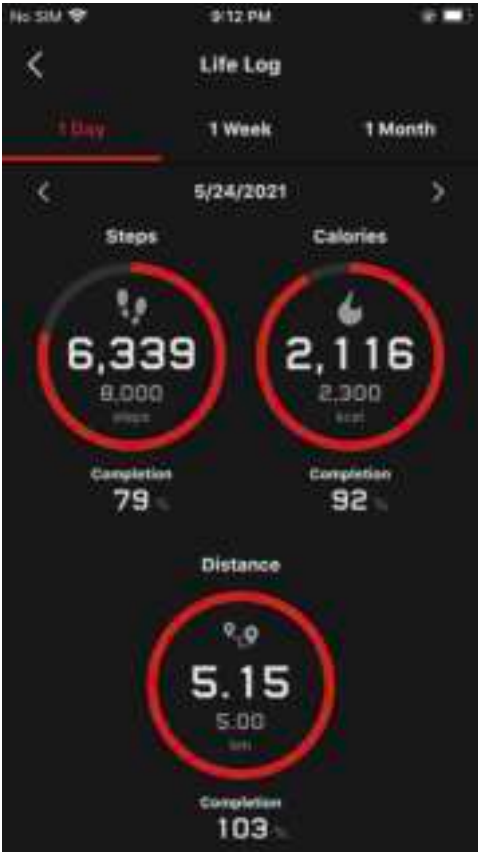 No SIM 9:12 PM
Life Log
1 Day 1 Week 1 Month
5/24/2021
Steps Calories
6,339 2,116
8,000 2,300
steps kcal
Completion Completion
79 % 92 %
Distance
5.15
5.00
km
Completion
103 %